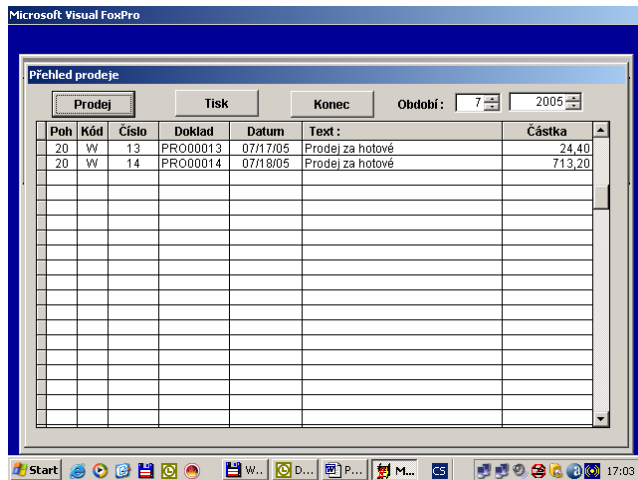 Microsoft Visual FoxPro
Přehled prodeje
Prodej Tisk Konec Období : 7 2005
Poh Kód Číslo Doklad Datum Text : Částka
20 W 13 PRO00013 07/17/05 Prodej za hotové 24,40
20 W 14 PRO00014 07/18/05 Prodej za hotové 713,20
Start W.. D... P... M... CS 17:03